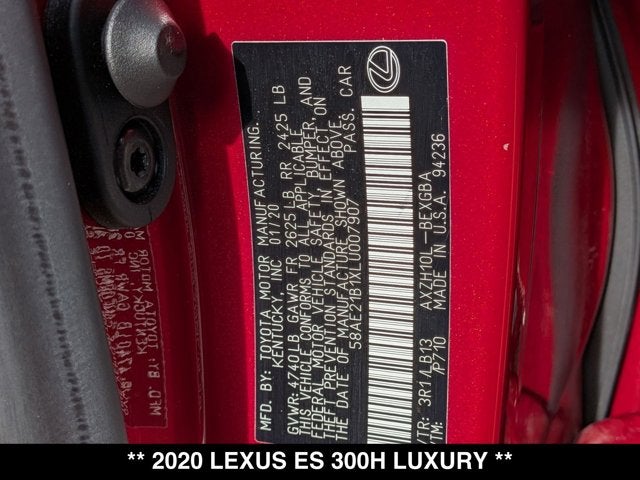 MFD. BY: TOYOTA MOTOR MANUFACTURING,
KENTUCKY, INC 01/20
GVWR: 4740 LB GAWR FR 2625 LB RR 2425 LB
THIS VEHICLE CONFORMS TO ALL APPLICABLE
FEDERAL MOTOR VEHICLE SAFETY, BUMPER, AND
THEFT PREVENTION STANDARDS IN EFFECT ON
THE DATE OF MANUFACTURE SHOWN ABOVE.
58AE21B1XLU007907 PASS. CAR
C/TR: 3R1 /LB13 AXZH10L-BEXGBA
A/TM: /P710 MADE IN U.S.A. 94236
** 2020 LEXUS ES 300H LUXURY **